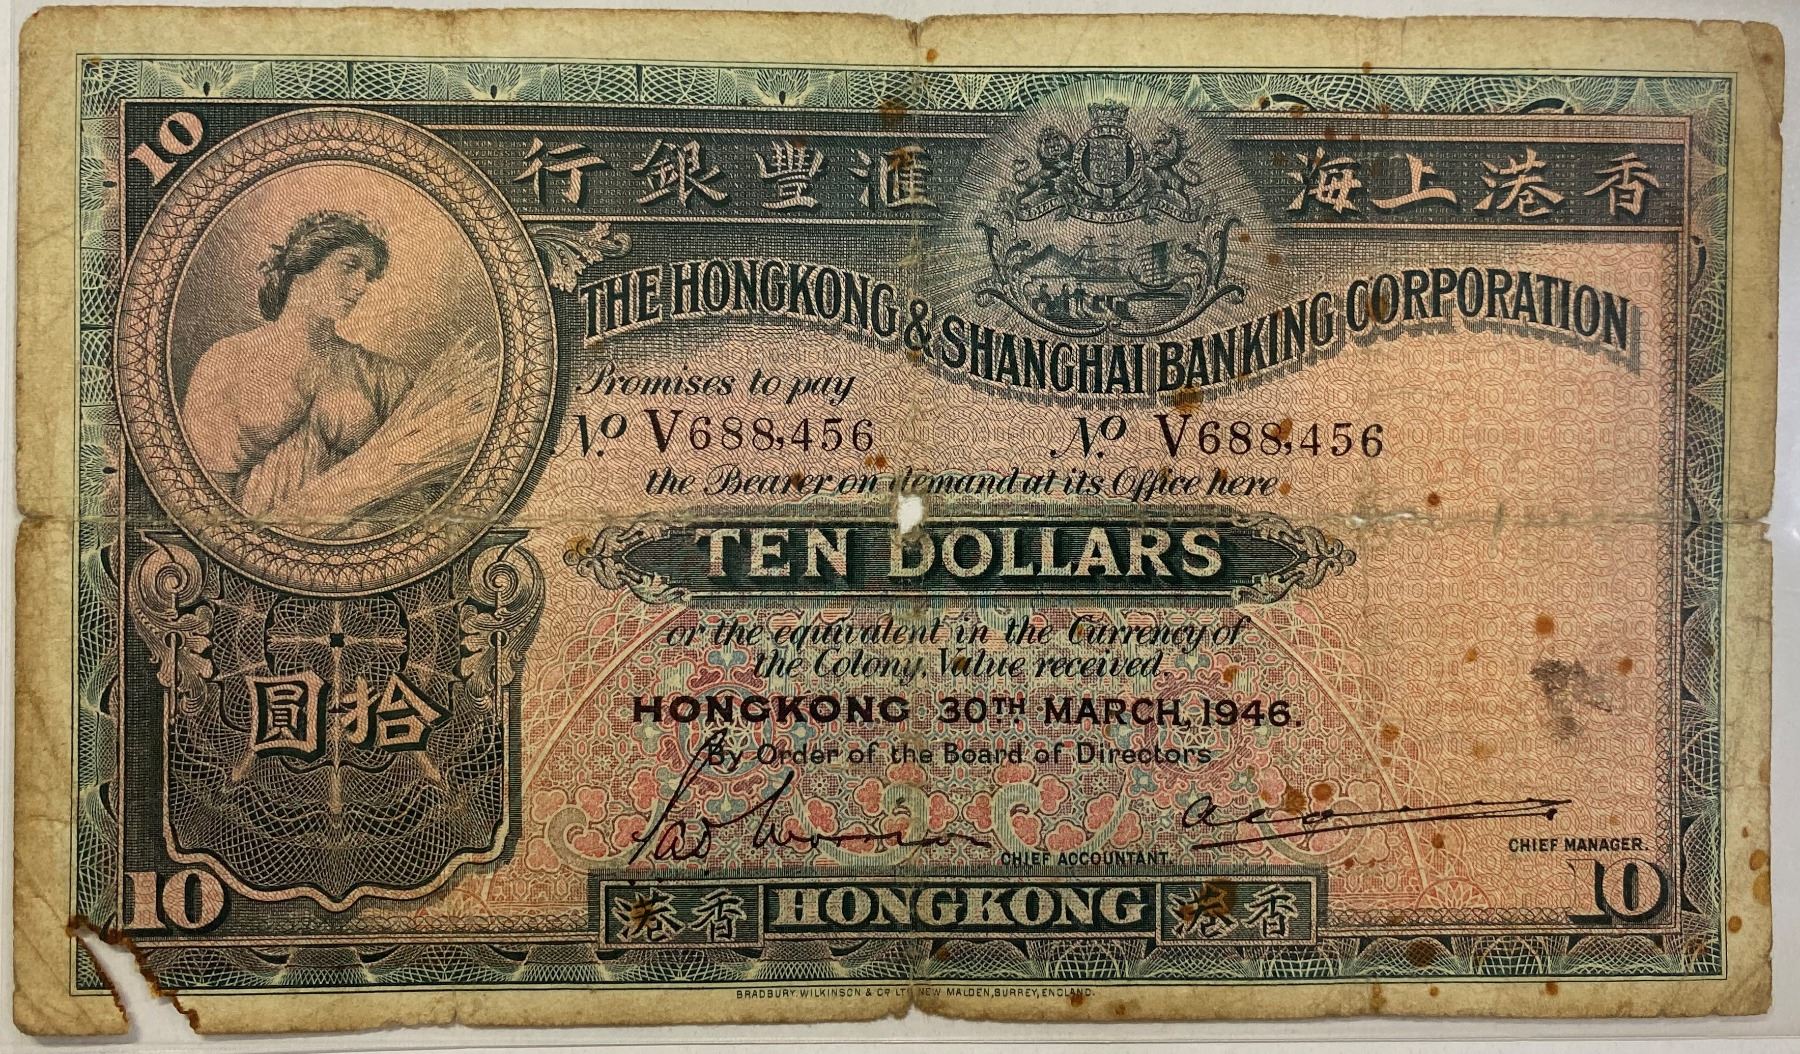 10
香港上海滙豐銀行
THE HONGKONG & SHANGHAI BANKING CORPORATION
Promises to pay
No. V688,456 No. V688,456
the Bearer on demand at its Office here
TEN DOLLARS
or the equivalent in the Currency of
the Colony, Value received.
拾圓
HONGKONG 30TH MARCH, 1946.
By Order of the Board of Directors
CHIEF ACCOUNTANT.
CHIEF MANAGER.
10 10
香港 HONGKONG 香港
BRADBURY, WILKINSON & Co. LTD NEW MALDEN, SURREY, ENGLAND.